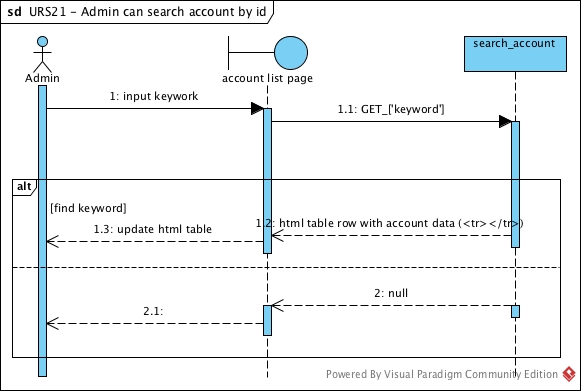 sd URS21 – Admin can search account by id
search_account
Admin
account list page
1: input keywork
1.1: GET_['keyword']
alt
[find keyword]
1.2: html table row with account data (<tr></tr>)
1.3: update html table
2: null
2.1:
Powered By Visual Paradigm Community Edition